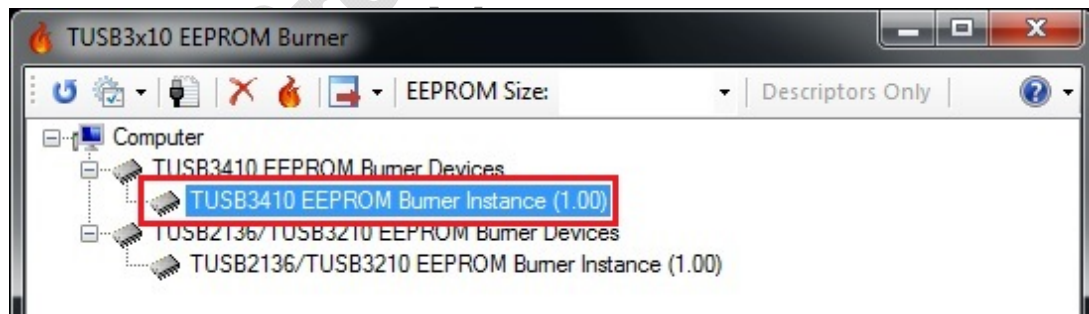 TUSB3x10 EEPROM Burner
EEPROM Size: Descriptors Only
Computer
TUSB3410 EEPROM Burner Devices
TUSB3410 EEPROM Burner Instance (1.00)
TUSB2136/TUSB3210 EEPROM Burner Devices
TUSB2136/TUSB3210 EEPROM Burner Instance (1.00)